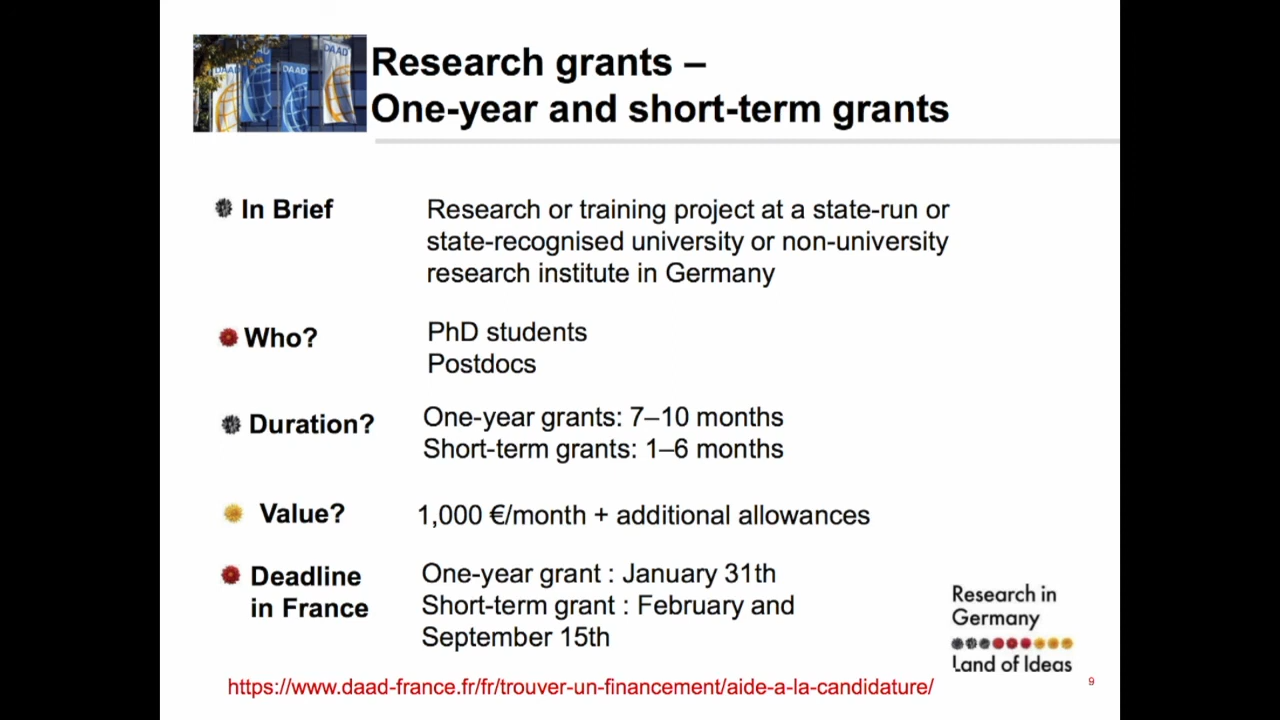 DAAD
DAAD
DAAD
DAAD
Research grants –
One-year and short-term grants
In Brief
Research or training project at a state-run or
state-recognised university or non-university
research institute in Germany
Who?
PhD students
Postdocs
Duration?
One-year grants: 7–10 months
Short-term grants: 1–6 months
Value?
1,000 €/month + additional allowances
Deadline
in France
One-year grant : January 31th
Short-term grant : February and
September 15th
Research in
Germany
Land of Ideas
https://www.daad-france.fr/fr/trouver-un-financement/aide-a-la-candidature/
9